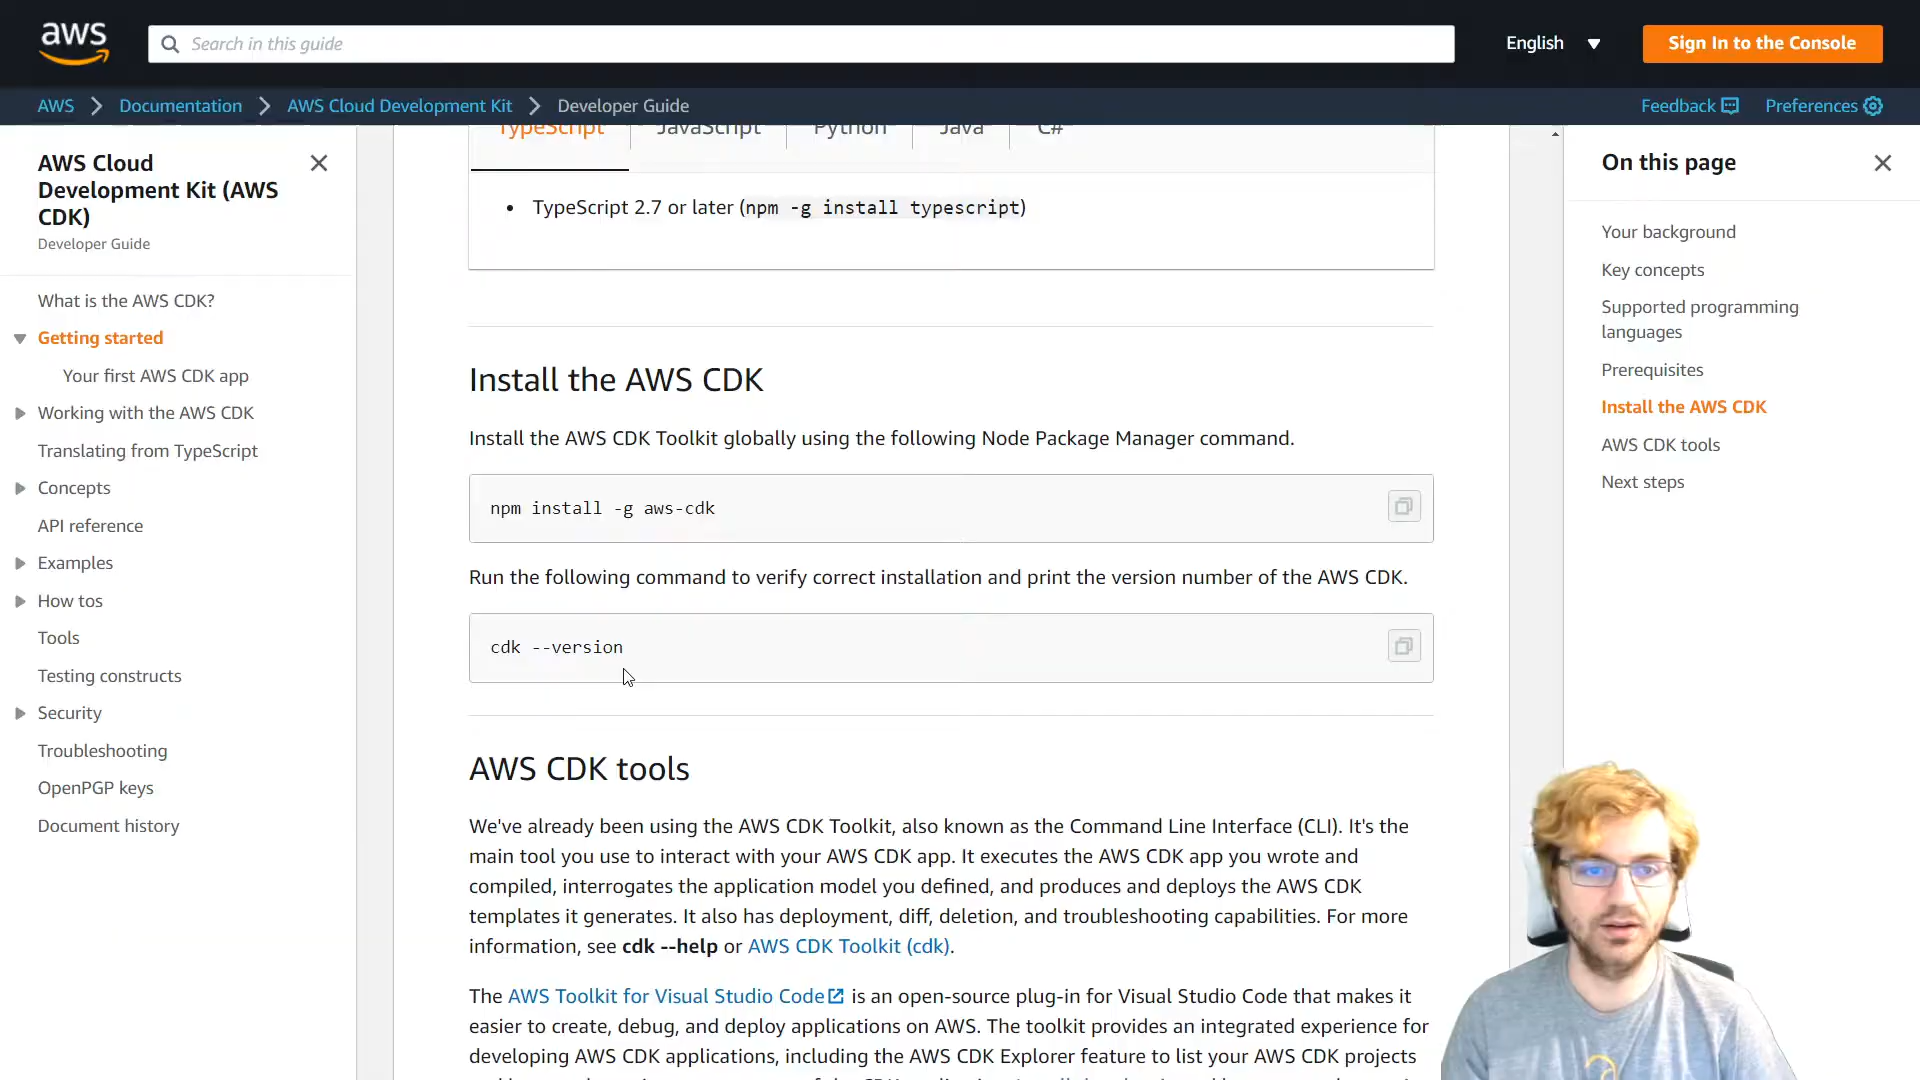 aws
Search in this guide
English
Sign In to the Console
AWS
Documentation
AWS Cloud Development Kit
Developer Guide
Feedback
Preferences
AWS Cloud
Development Kit (AWS
CDK)
Developer Guide
What is the AWS CDK?
Getting started
Your first AWS CDK app
Working with the AWS CDK
Translating from TypeScript
Concepts
API reference
Examples
How tos
Tools
Testing constructs
Security
Troubleshooting
OpenPGP keys
Document history
TypeScript
JavaScript
Python
Java
C#
• TypeScript 2.7 or later (npm -g install typescript)
Install the AWS CDK
Install the AWS CDK Toolkit globally using the following Node Package Manager command.
npm install -g aws-cdk
Run the following command to verify correct installation and print the version number of the AWS CDK.
cdk --version
AWS CDK tools
We've already been using the AWS CDK Toolkit, also known as the Command Line Interface (CLI). It's the
main tool you use to interact with your AWS CDK app. It executes the AWS CDK app you wrote and
compiled, interrogates the application model you defined, and produces and deploys the AWS CDK
templates it generates. It also has deployment, diff, deletion, and troubleshooting capabilities. For more
information, see cdk --help or AWS CDK Toolkit (cdk).
The AWS Toolkit for Visual Studio Code is an open-source plug-in for Visual Studio Code that makes it
easier to create, debug, and deploy applications on AWS. The toolkit provides an integrated experience for
developing AWS CDK applications, including the AWS CDK Explorer feature to list your AWS CDK projects
On this page
Your background
Key concepts
Supported programming
languages
Prerequisites
Install the AWS CDK
AWS CDK tools
Next steps